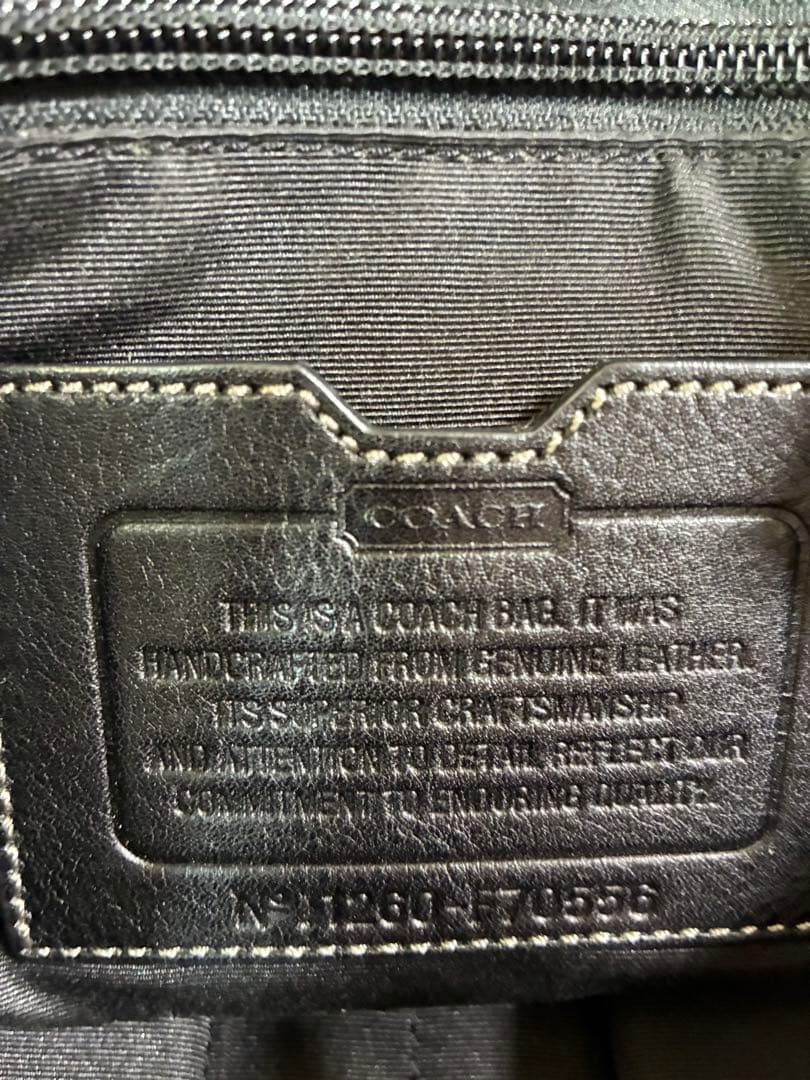 COACH
THIS IS A COACH BAG. IT WAS
HANDCRAFTED FROM GENUINE LEATHER.
ITS SUPERIOR CRAFTSMANSHIP
AND ATTENTION TO DETAIL REFLECT OUR
COMMITMENT TO ENDURING QUALITY.
Nº J1260-F70556